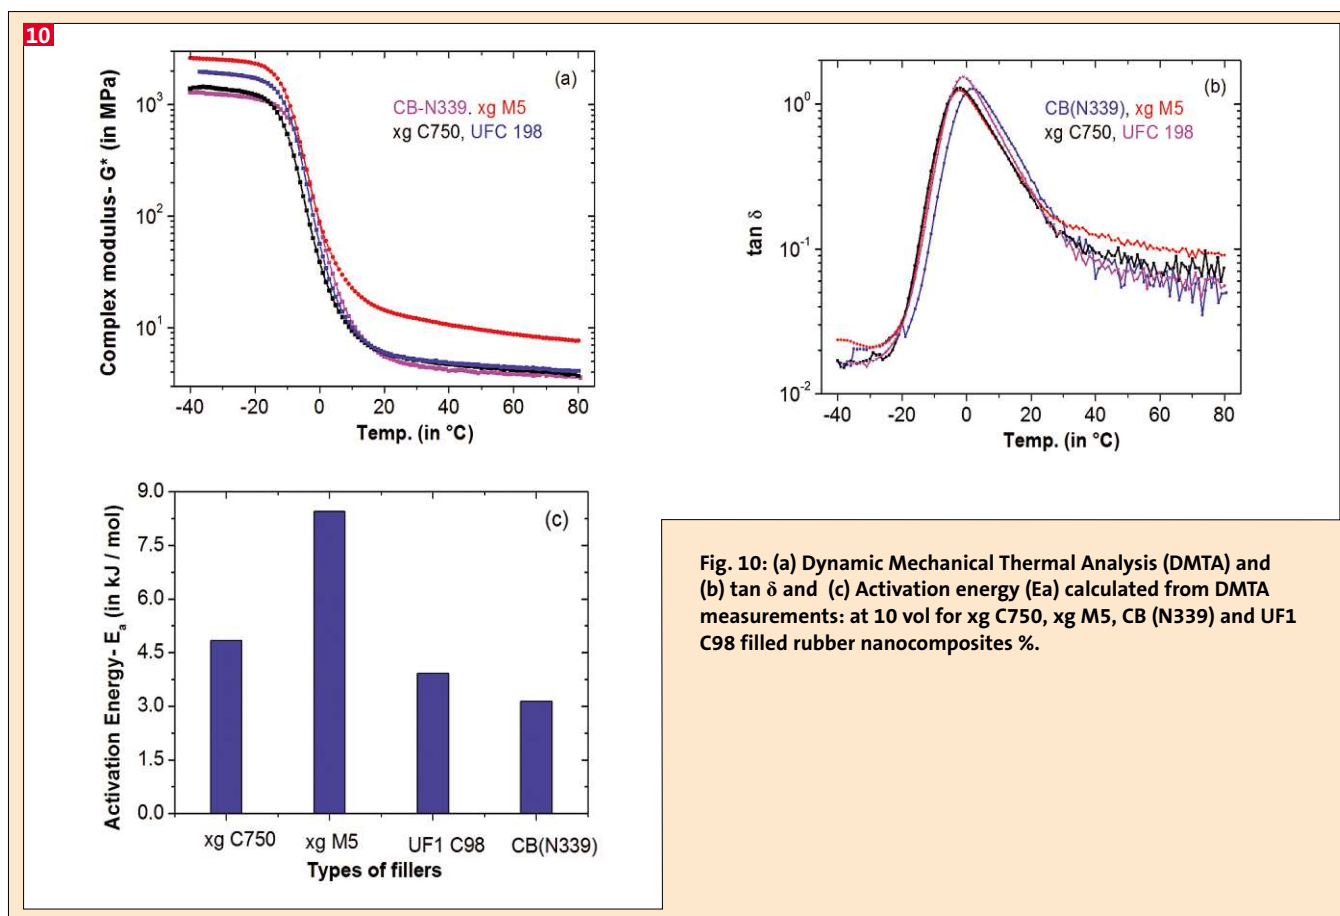 10
Complex modulus- G* (in MPa)
10³
10²
10¹
(a)
CB-N339. xg M5
xg C750, UFC 198
-40 -20 0 20 40 60 80
Temp. (in °C)
tan δ
10⁰
10⁻¹
10⁻²
(b)
CB(N339), xg M5
xg C750, UFC 198
-40 -20 0 20 40 60 80
Temp. (in °C)
Activation Energy- Eₐ (in kJ / mol)
9.0
7.5
6.0
4.5
3.0
1.5
0.0
(c)
xg C750 xg M5 UF1 C98 CB(N339)
Types of fillers
Fig. 10: (a) Dynamic Mechanical Thermal Analysis (DMTA) and
(b) tan δ and (c) Activation energy (Ea) calculated from DMTA
measurements: at 10 vol for xg C750, xg M5, CB (N339) and UF1
C98 filled rubber nanocomposites %.